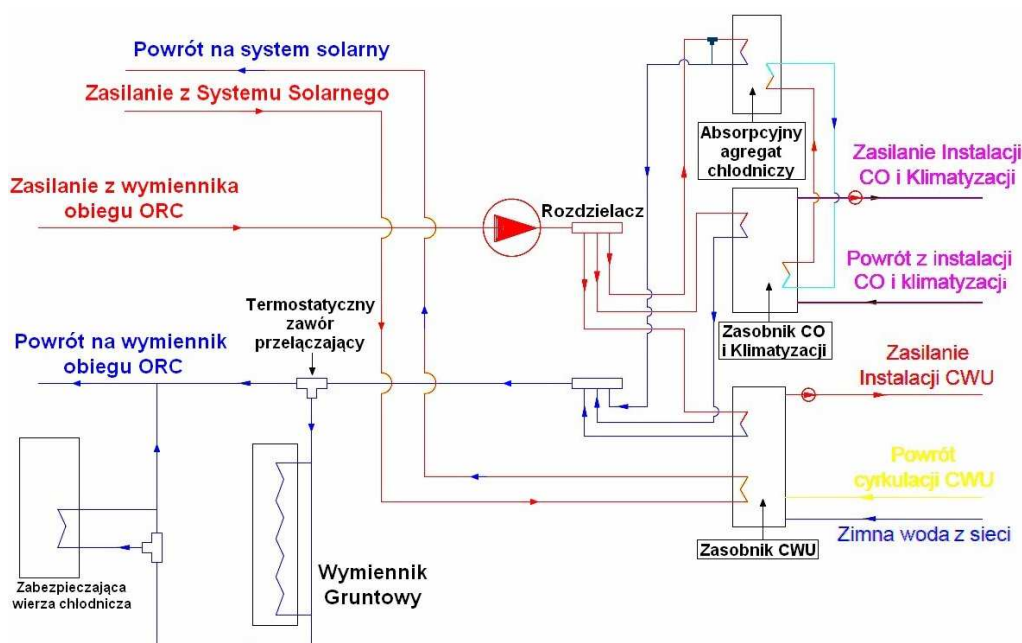 Powrót na system solarny
Zasilanie z Systemu Solarnego
Zasilanie z wymiennika
obiegu ORC
Rozdzielacz
Absorpcyjny
agregat
chłodniczy
Zasilanie Instalacji
CO i Klimatyzacji
Powrót z instalacji
CO i klimatyzacji
Zasobnik CO
i Klimatyzacji
Termostatyczny
zawór
przełączający
Powrót na wymiennik
obiegu ORC
Zasilanie
Instalacji CWU
Powrót
cyrkulacji CWU
Zimna woda z sieci
Zasobnik CWU
Wymiennik
Gruntowy
Zabezpieczająca
wierza chłodnicza